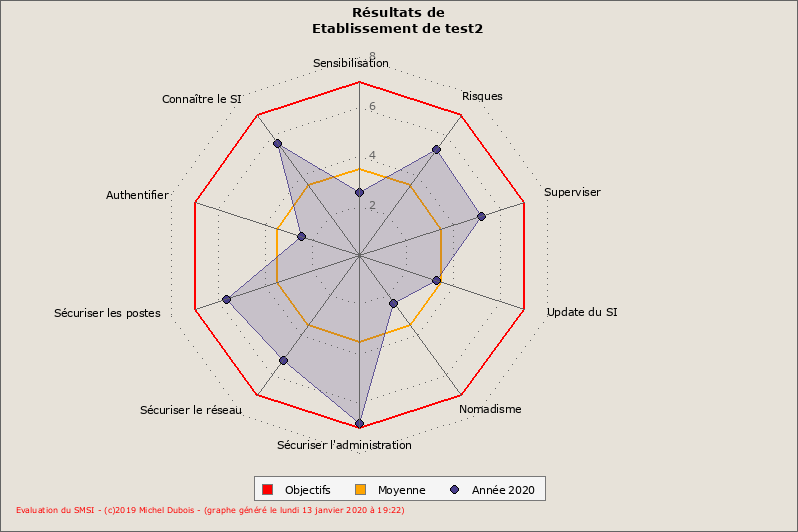 Résultats de
Etablissement de test2
8
Sensibilisation
Connaître le SI
Risques
6
4
Authentifier
Superviser
2
Sécuriser les postes
Update du SI
Sécuriser le réseau
Nomadisme
Sécuriser l'administration
Objectifs
Moyenne
Année 2020
Evaluation du SMSI - (c)2019 Michel Dubois - (graphe généré le lundi 13 janvier 2020 à 19:22)